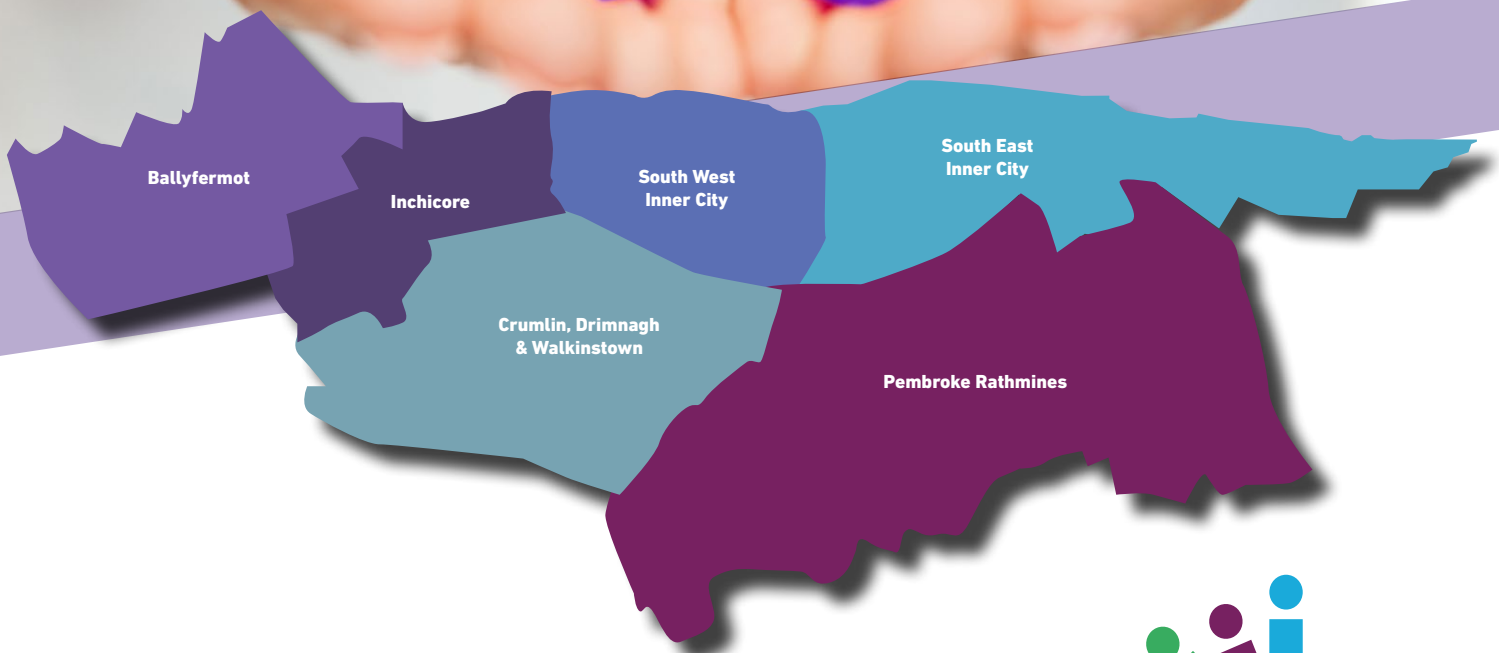 Ballyfermot
Inchicore
South West
Inner City
South East
Inner City
Crumlin, Drimnagh
& Walkinstown
Pembroke Rathmines